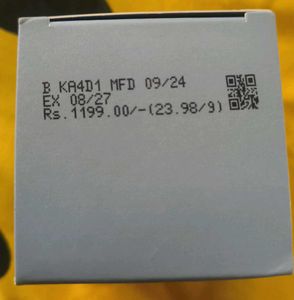 B KA4D1 MFD 09/24
EX 08/27
Rs.1199.00/-(23.98/g)